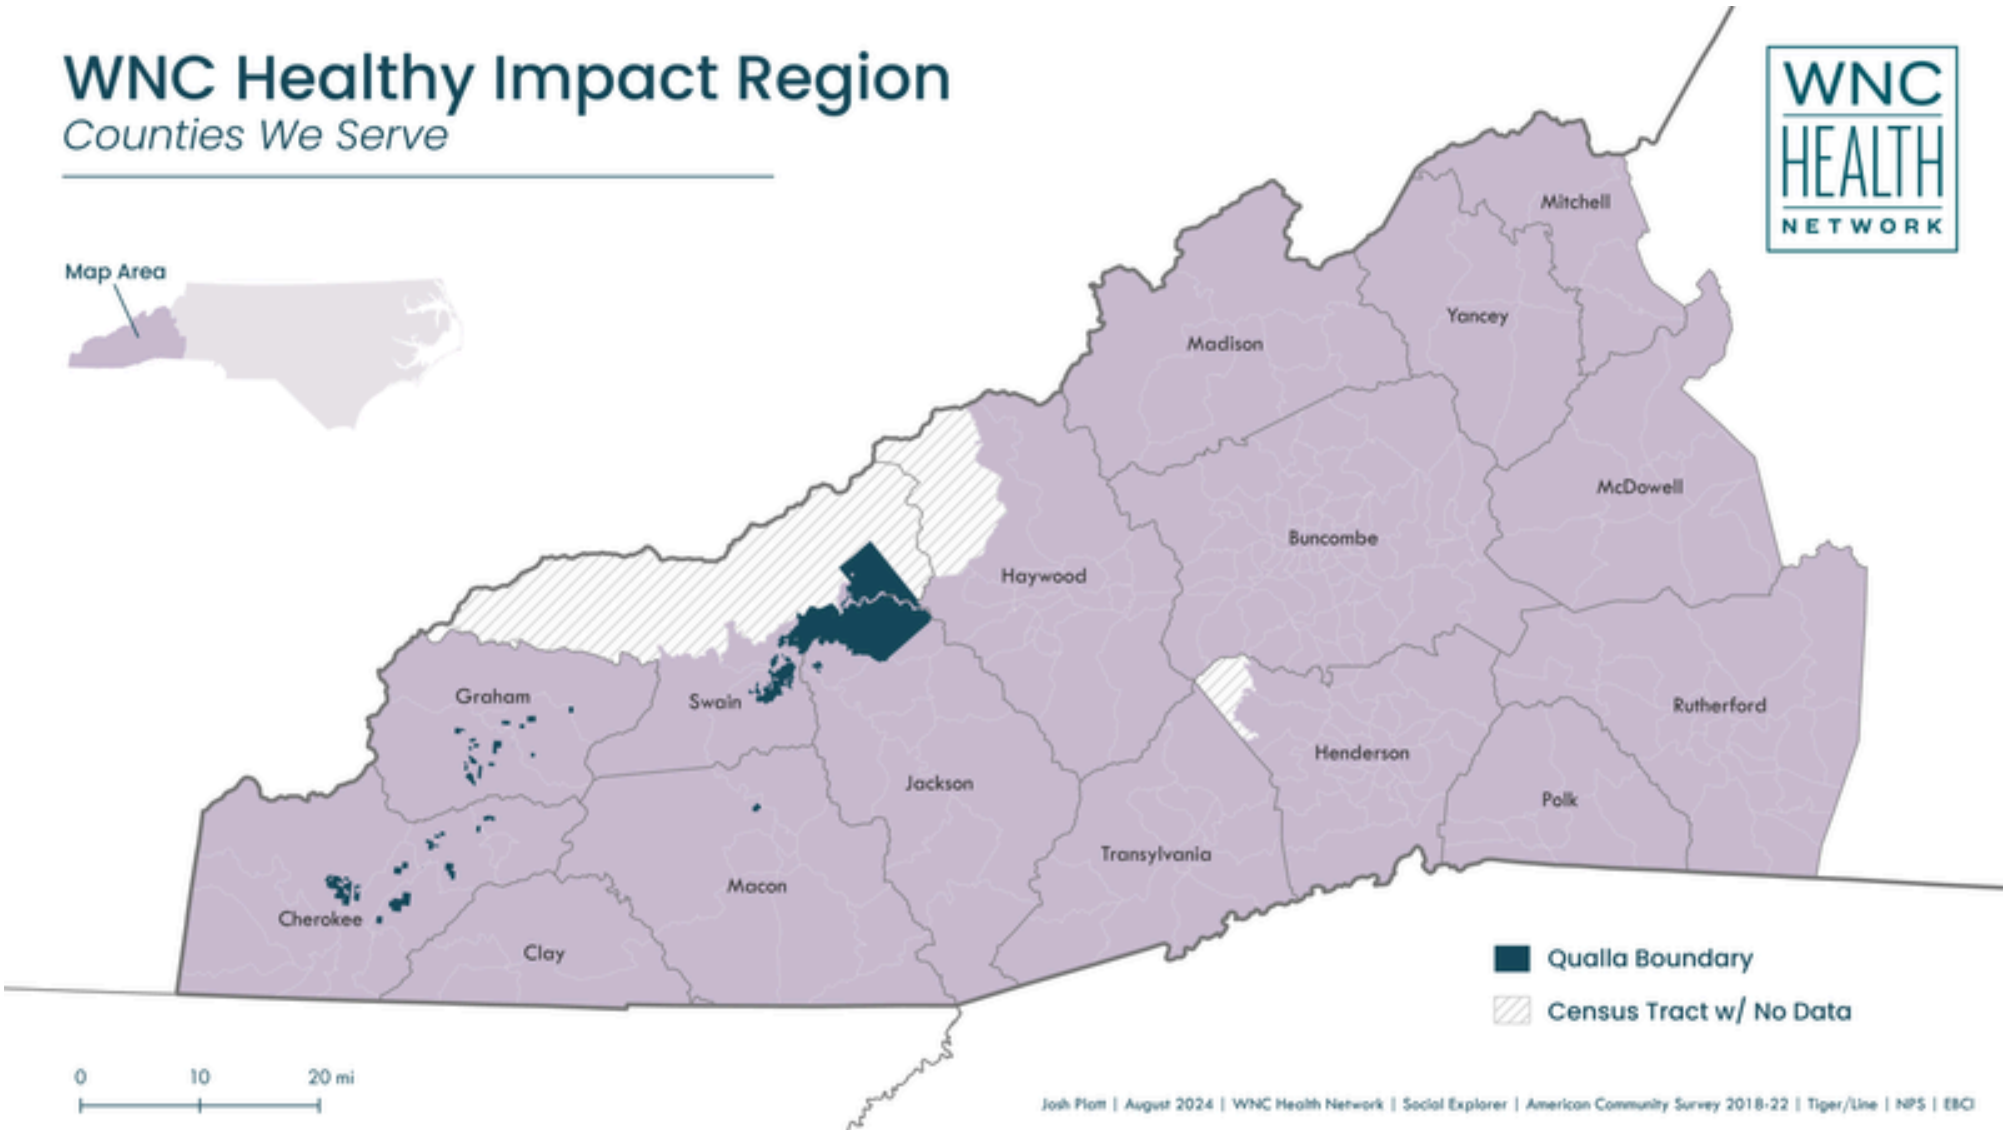 WNC Healthy Impact Region
Counties We Serve
WNC
HEALTH
NETWORK
Map Area
Mitchell
Yancey
Madison
McDowell
Buncombe
Haywood
Graham
Swain
Rutherford
Henderson
Jackson
Polk
Transylvania
Macon
Cherokee
Clay
Qualla Boundary
Census Tract w/ No Data
0 10 20 mi
Josh Platt | August 2024 | WNC Health Network | Social Explorer | American Community Survey 2018-22 | Tiger/Line | NPS | EBCI